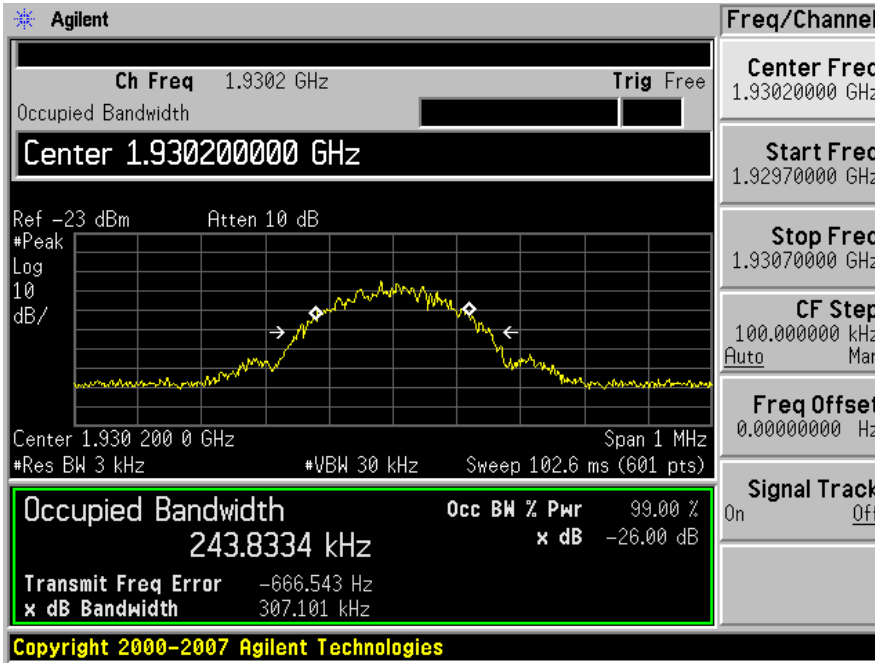 Agilent
Freq/Channel
Ch Freq 1.9302 GHz Trig Free
Occupied Bandwidth
Center 1.930200000 GHz
Ref -23 dBm Atten 10 dB
#Peak
Log
10
dB/
Center 1.930 200 0 GHz Span 1 MHz
#Res BW 3 kHz #VBW 30 kHz Sweep 102.6 ms (601 pts)
Occupied Bandwidth Occ BW % Pwr 99.00 %
243.8334 kHz x dB -26.00 dB
Transmit Freq Error -666.543 Hz
x dB Bandwidth 307.101 kHz
Center Freq
1.93020000 GHz
Start Freq
1.92970000 GHz
Stop Freq
1.93070000 GHz
CF Step
100.000000 kHz
Auto Man
Freq Offset
0.00000000 Hz
Signal Track
On Off
Copyright 2000-2007 Agilent Technologies